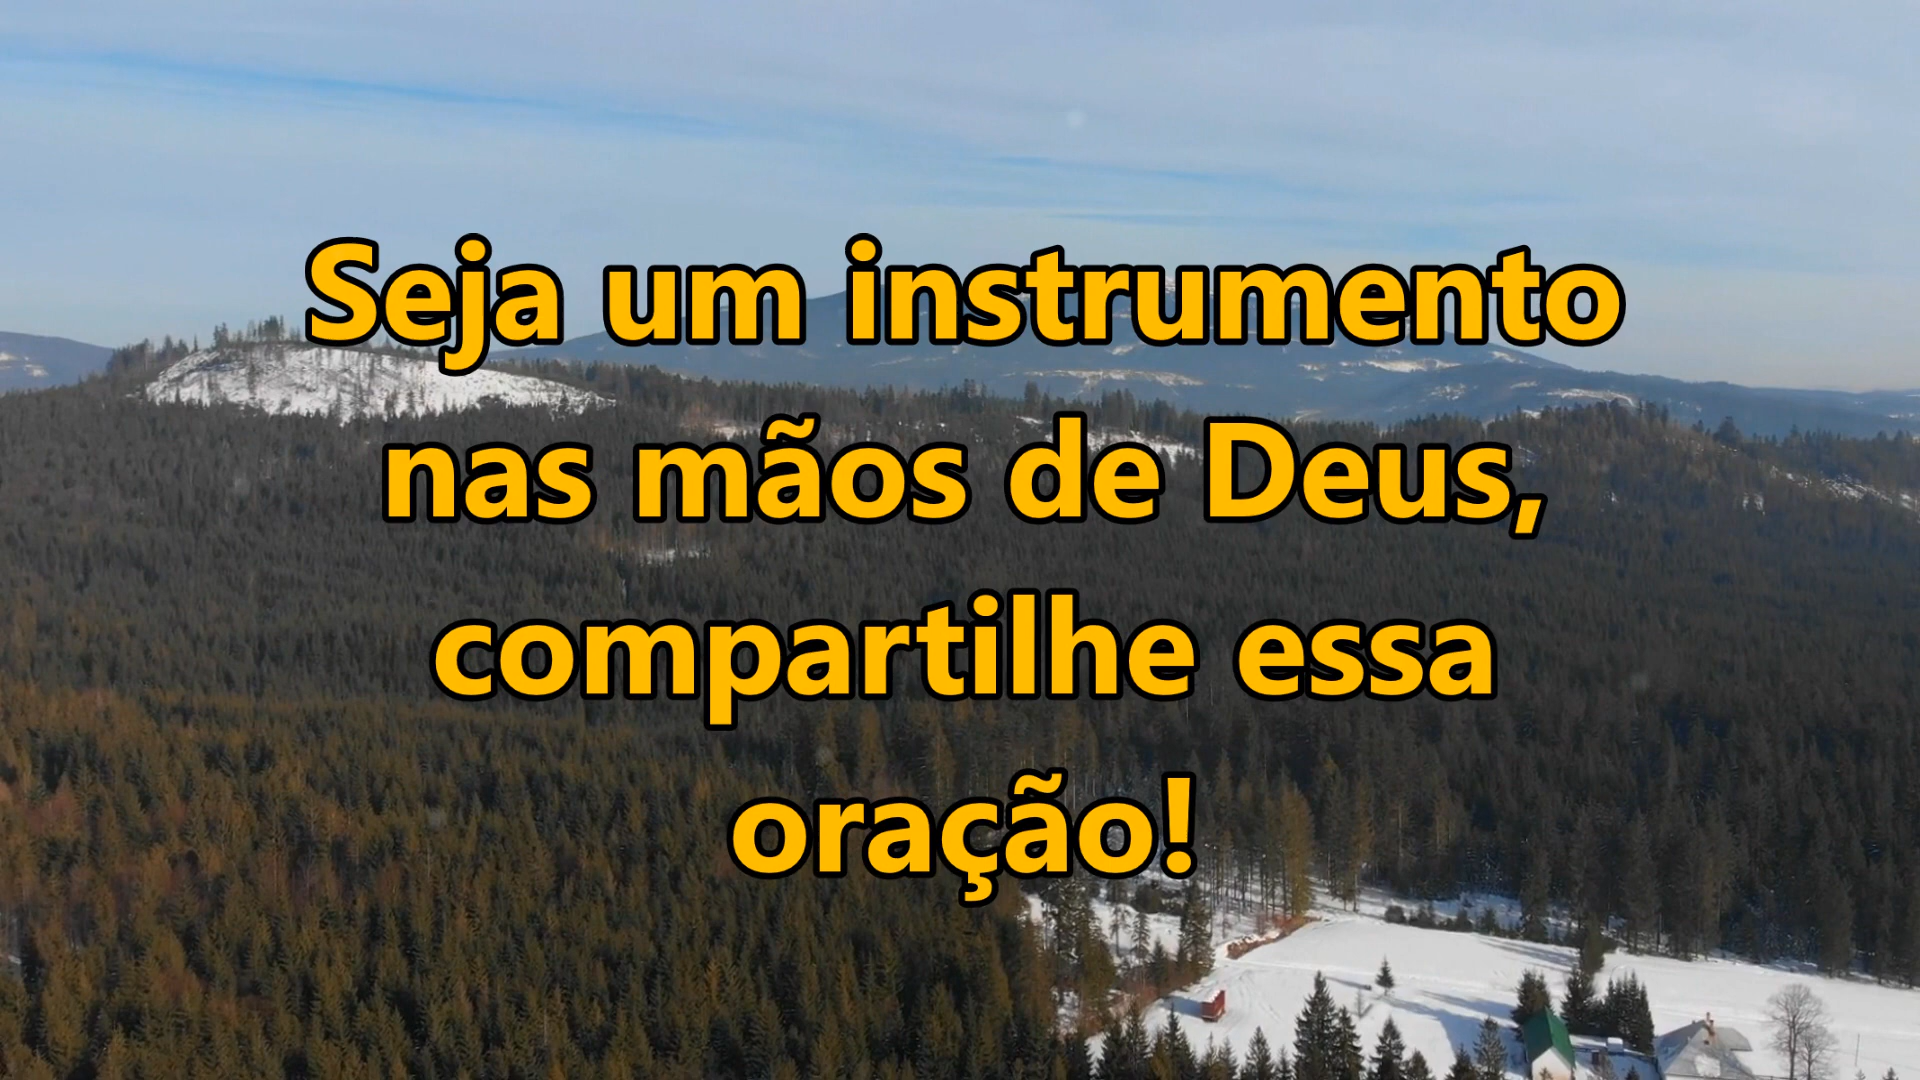 Seja um instrumento
nas mãos de Deus,
compartilhe essa
oração!